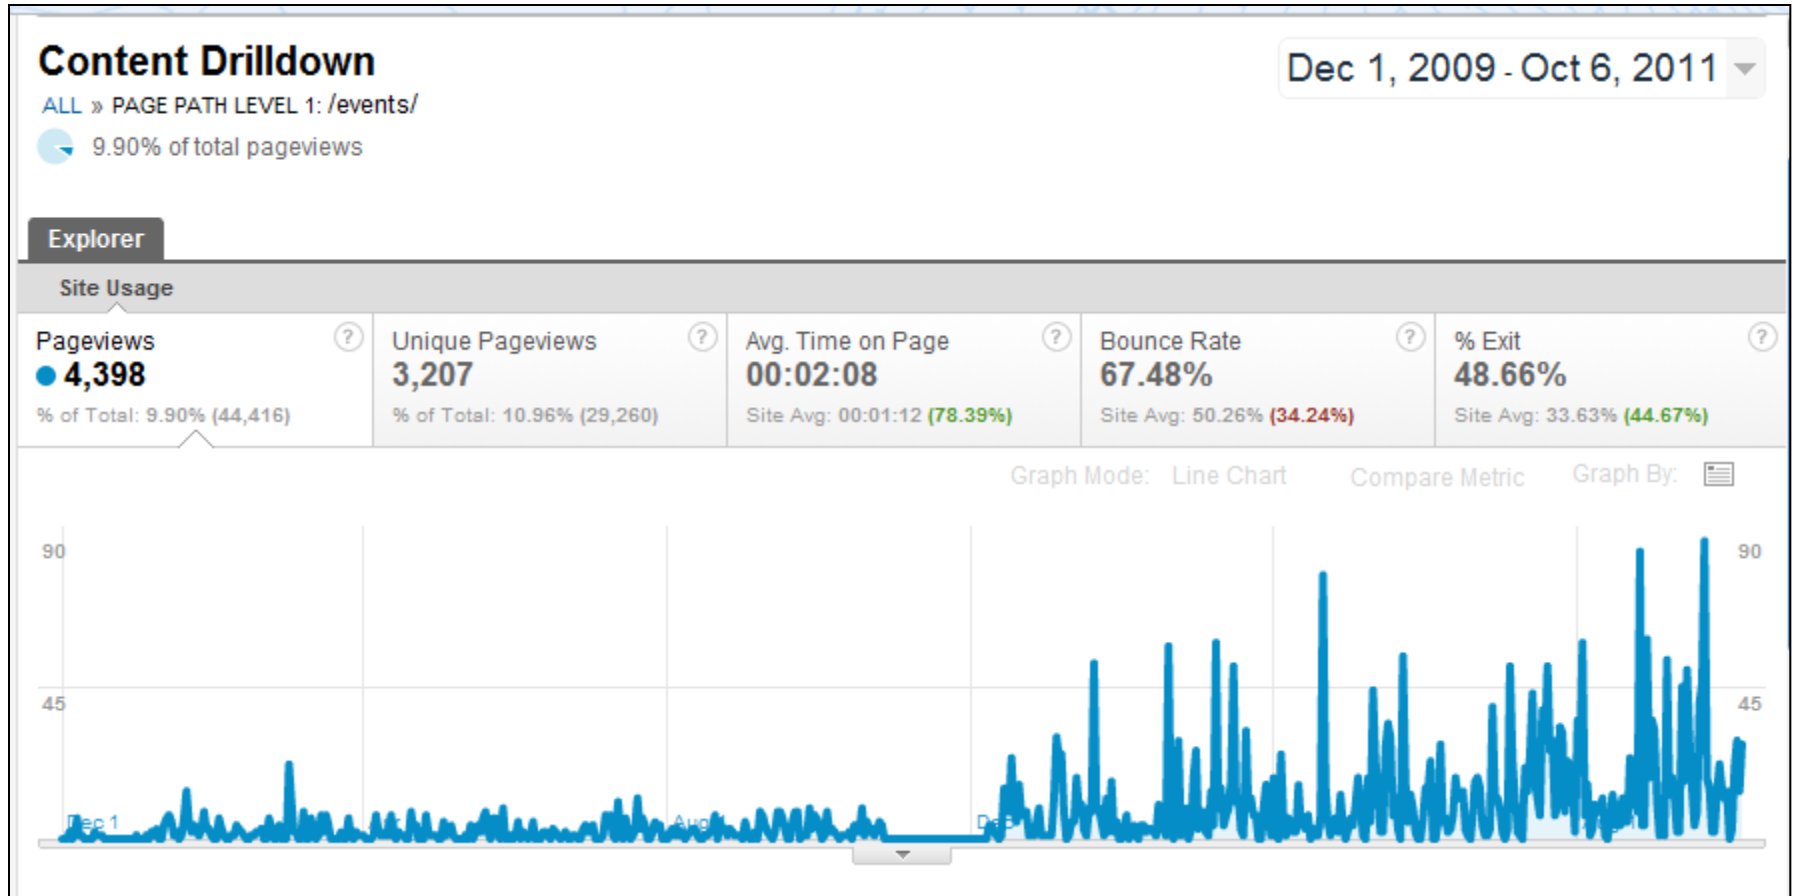 Content Drilldown
Dec 1, 2009 - Oct 6, 2011
ALL » PAGE PATH LEVEL 1: /events/
9.90% of total pageviews
Explorer
Site Usage
Pageviews ?
4,398
% of Total: 9.90% (44,416)
Unique Pageviews ?
3,207
% of Total: 10.96% (29,260)
Avg. Time on Page ?
00:02:08
Site Avg: 00:01:12 (78.39%)
Bounce Rate ?
67.48%
Site Avg: 50.26% (34.24%)
% Exit ?
48.66%
Site Avg: 33.63% (44.67%)
Graph Mode: Line Chart Compare Metric Graph By:
90 90
45 45
Dec 1 Aug